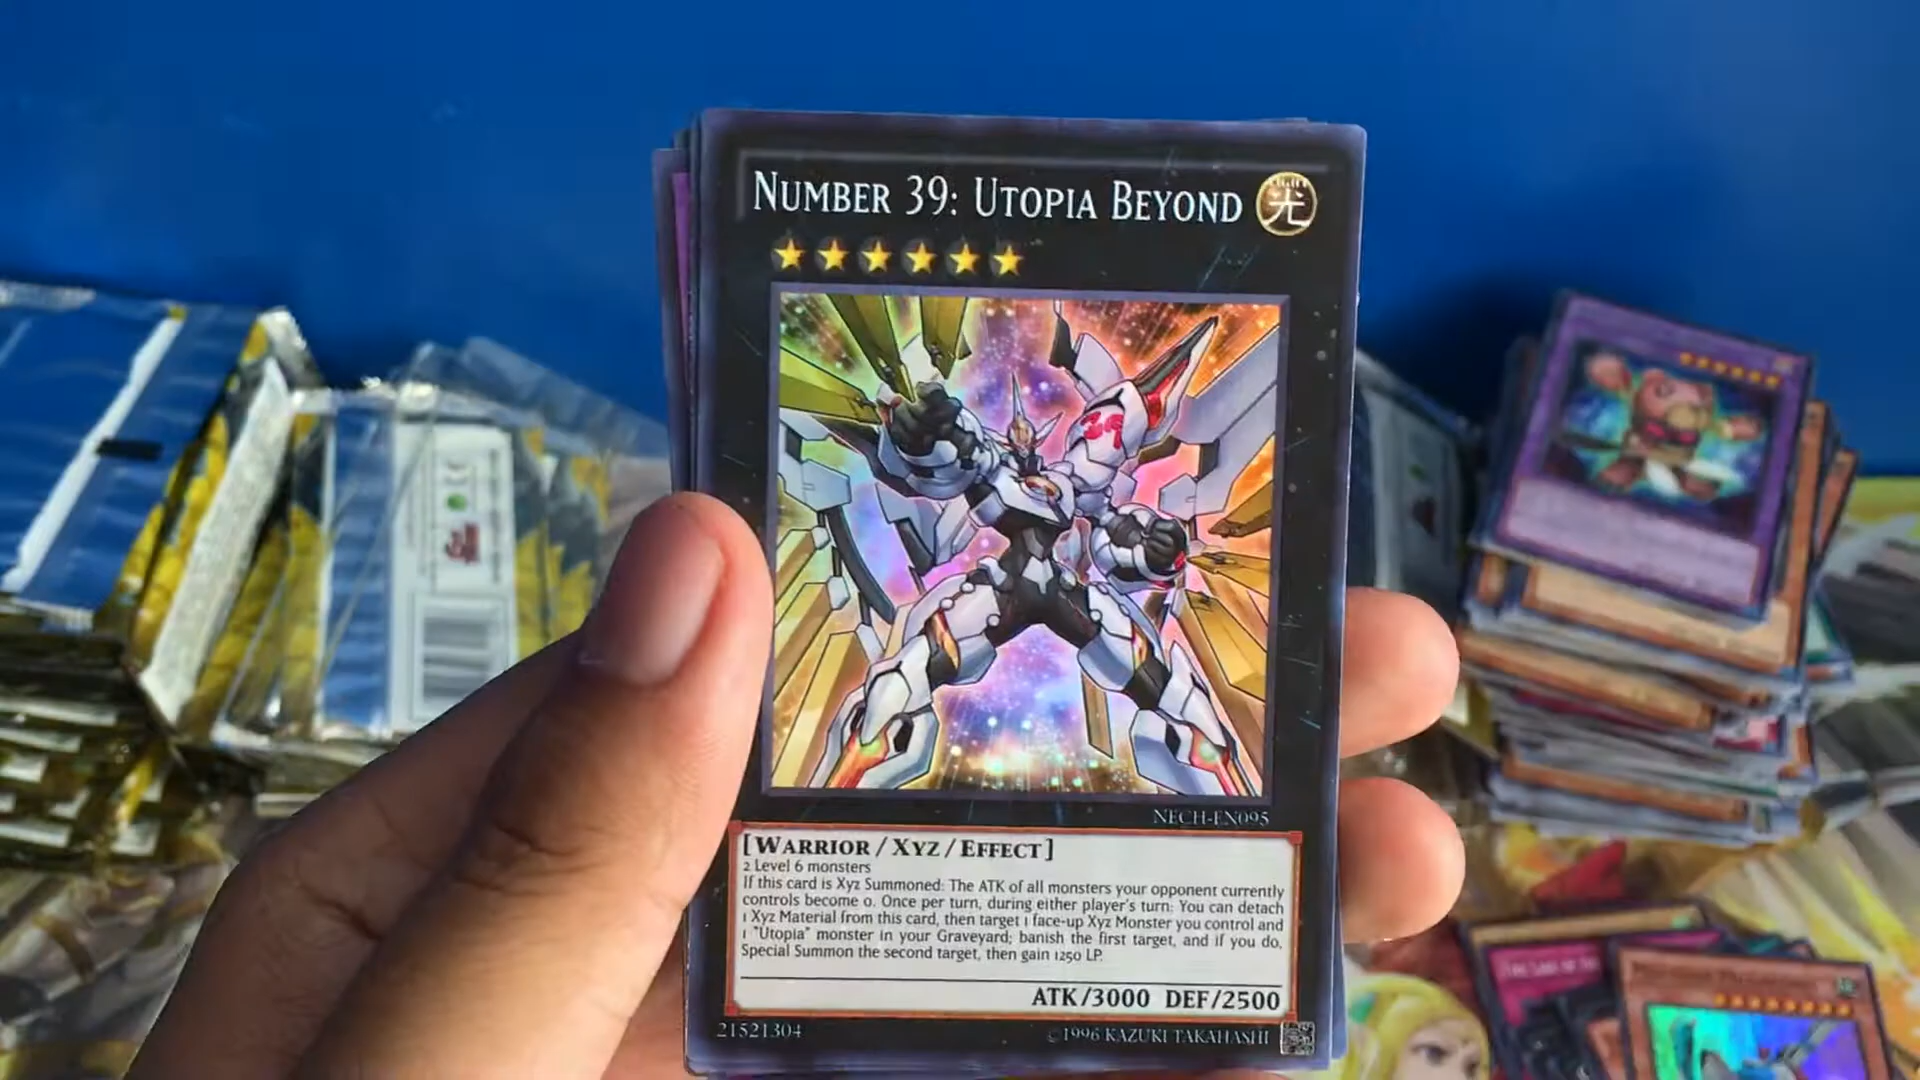 NUMBER 39: UTOPIA BEYOND
光
39
NECH-EN095
[WARRIOR / XYZ / EFFECT]
2 Level 6 monsters
If this card is Xyz Summoned: The ATK of all monsters your opponent currently
controls become 0. Once per turn, during either player's turn: You can detach
1 Xyz Material from this card, then target 1 face-up Xyz Monster you control and
1 "Utopia" monster in your Graveyard; banish the first target, and if you do,
Special Summon the second target, then gain 1250 LP.
ATK/3000 DEF/2500
21521304
©1996 KAZUKI TAKAHASHI